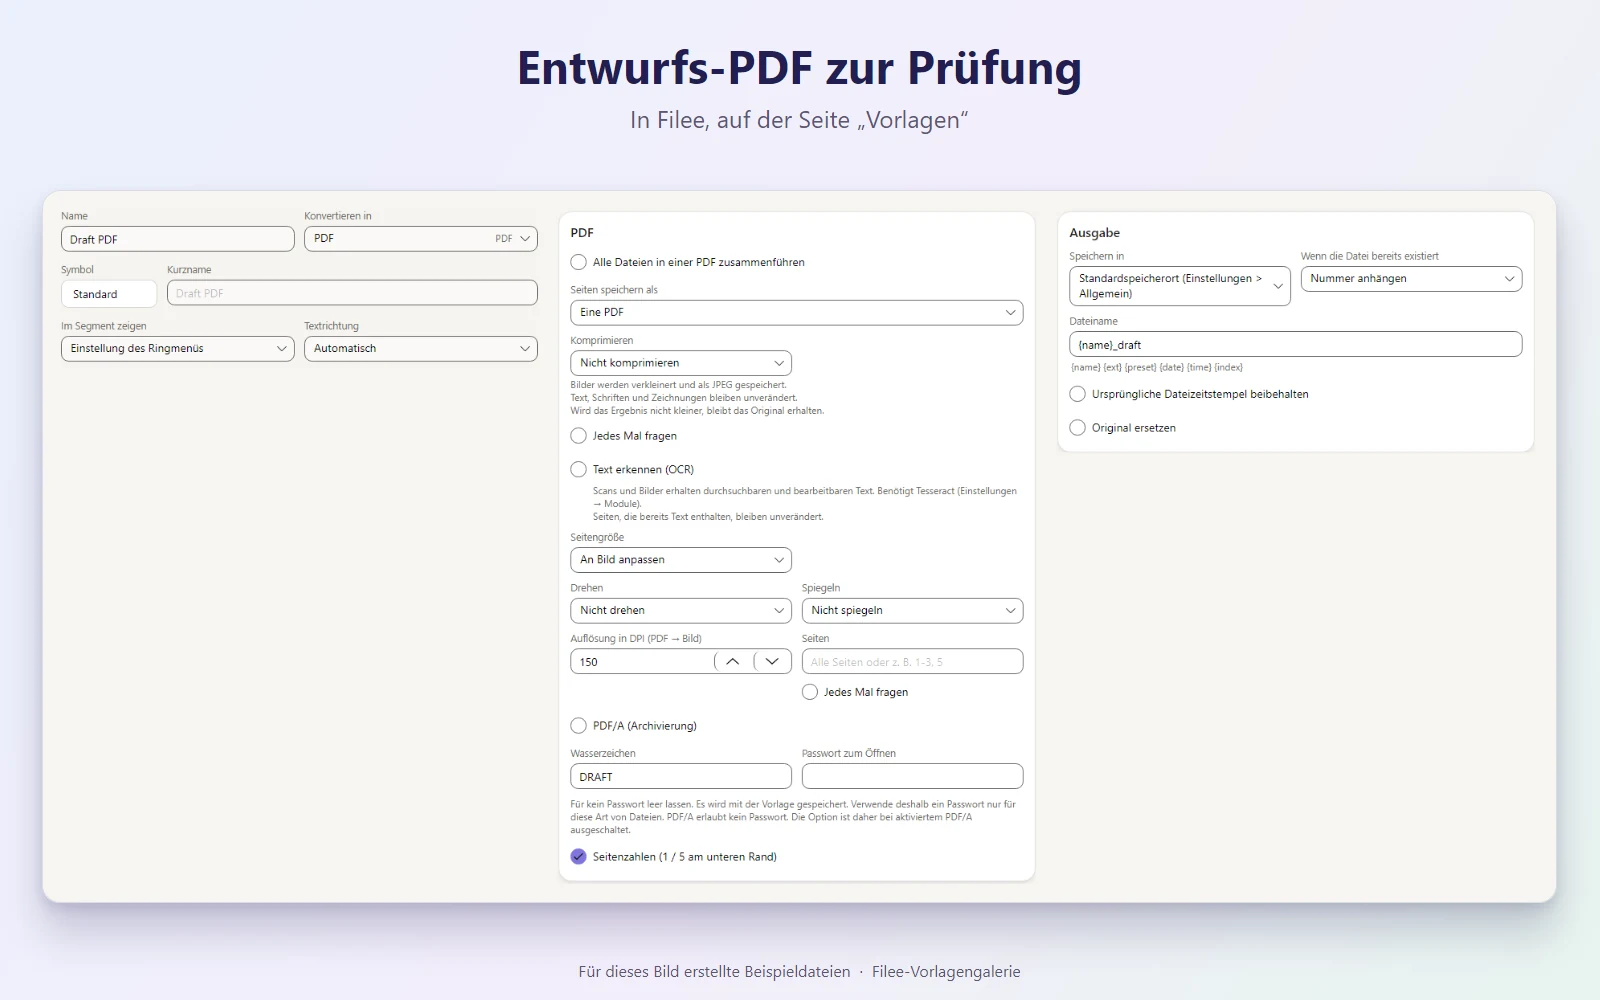 Entwurfs-PDF zur Prüfung
In Filee, auf der Seite „Vorlagen“
Name
Draft PDF
Konvertieren in
PDF PDF
Symbol
Standard
Kurzname
Draft PDF
Im Segment zeigen
Einstellung des Ringmenüs
Textrichtung
Automatisch
PDF
Alle Dateien in einer PDF zusammenführen
Seiten speichern als
Eine PDF
Komprimieren
Nicht komprimieren
Bilder werden verkleinert und als JPEG gespeichert.
Text, Schriften und Zeichnungen bleiben unverändert.
Wird das Ergebnis nicht kleiner, bleibt das Original erhalten.
Jedes Mal fragen
Text erkennen (OCR)
Scans und Bilder erhalten durchsuchbaren und bearbeitbaren Text. Benötigt Tesseract (Einstellungen
→ Module).
Seiten, die bereits Text enthalten, bleiben unverändert.
Seitengröße
An Bild anpassen
Drehen
Nicht drehen
Spiegeln
Nicht spiegeln
Auflösung in DPI (PDF → Bild)
150
Seiten
Alle Seiten oder z. B. 1-3, 5
Jedes Mal fragen
PDF/A (Archivierung)
Wasserzeichen
DRAFT
Passwort zum Öffnen
Für kein Passwort leer lassen. Es wird mit der Vorlage gespeichert. Verwende deshalb ein Passwort nur für
diese Art von Dateien. PDF/A erlaubt kein Passwort. Die Option ist daher bei aktiviertem PDF/A
ausgeschaltet.
Seitenzahlen (1 / 5 am unteren Rand)
Ausgabe
Speichern in
Standardspeicherort (Einstellungen >
Allgemein)
Wenn die Datei bereits existiert
Nummer anhängen
Dateiname
{name}_draft
{name} {ext} {preset} {date} {time} {index}
Ursprüngliche Dateizeitstempel beibehalten
Original ersetzen
Für dieses Bild erstellte Beispieldateien · Filee-Vorlagengalerie